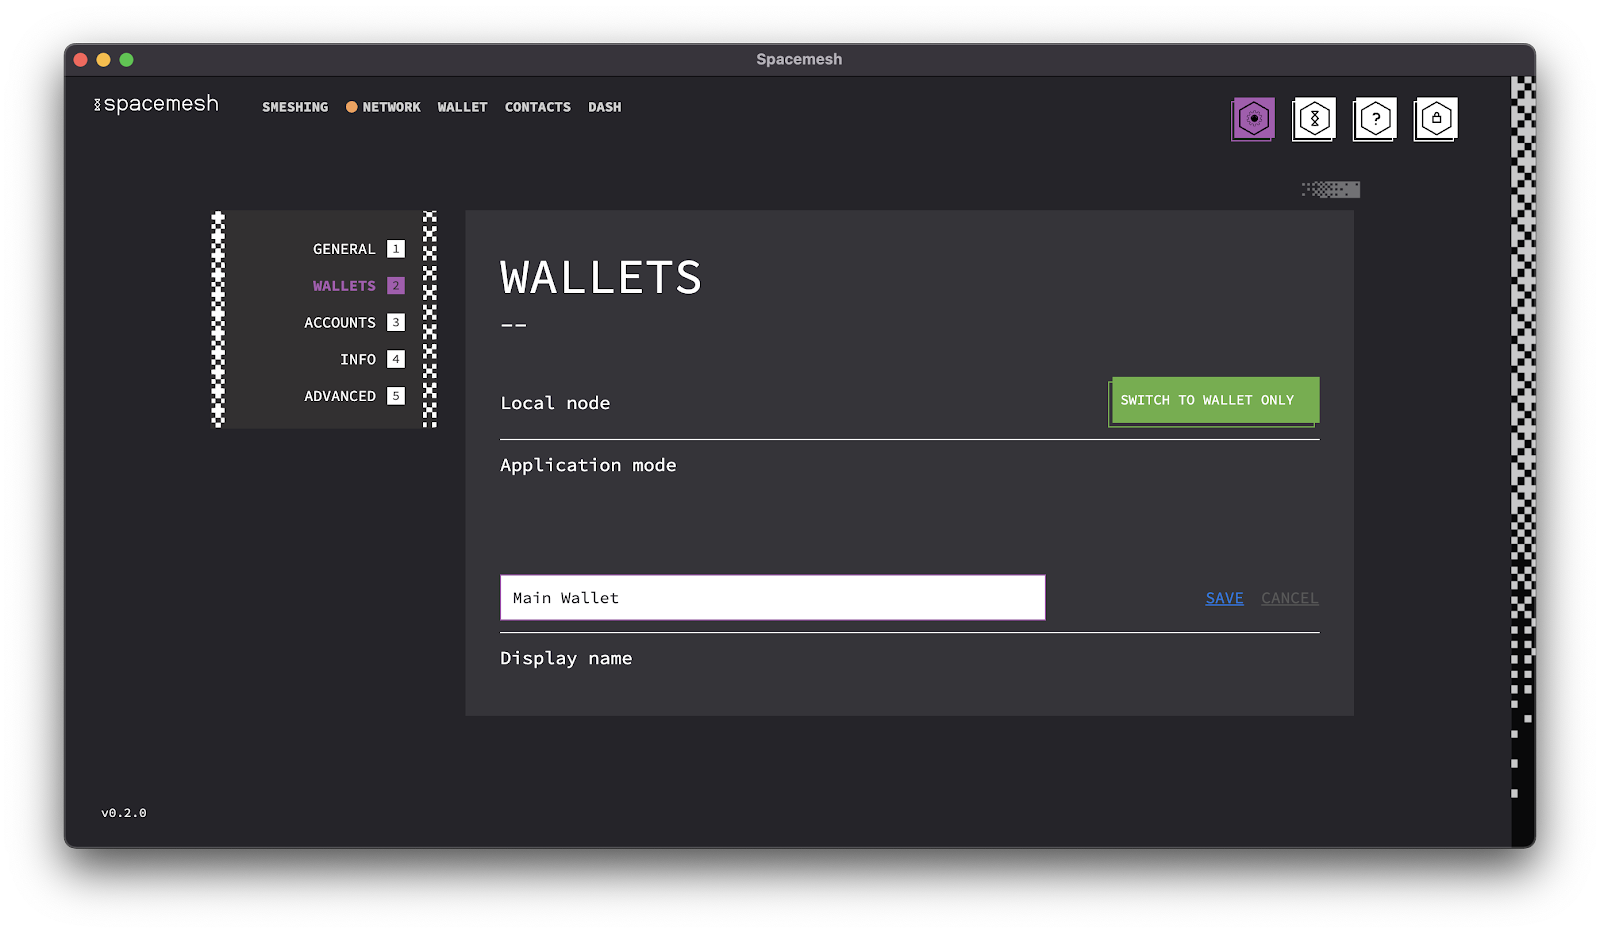 Spacemesh
spacemesh
SMESHING NETWORK WALLET CONTACTS DASH
?
GENERAL 1
WALLETS 2
ACCOUNTS 3
INFO 4
ADVANCED 5
WALLETS
--
Local node
SWITCH TO WALLET ONLY
Application mode
Main Wallet
SAVE CANCEL
Display name
v0.2.0